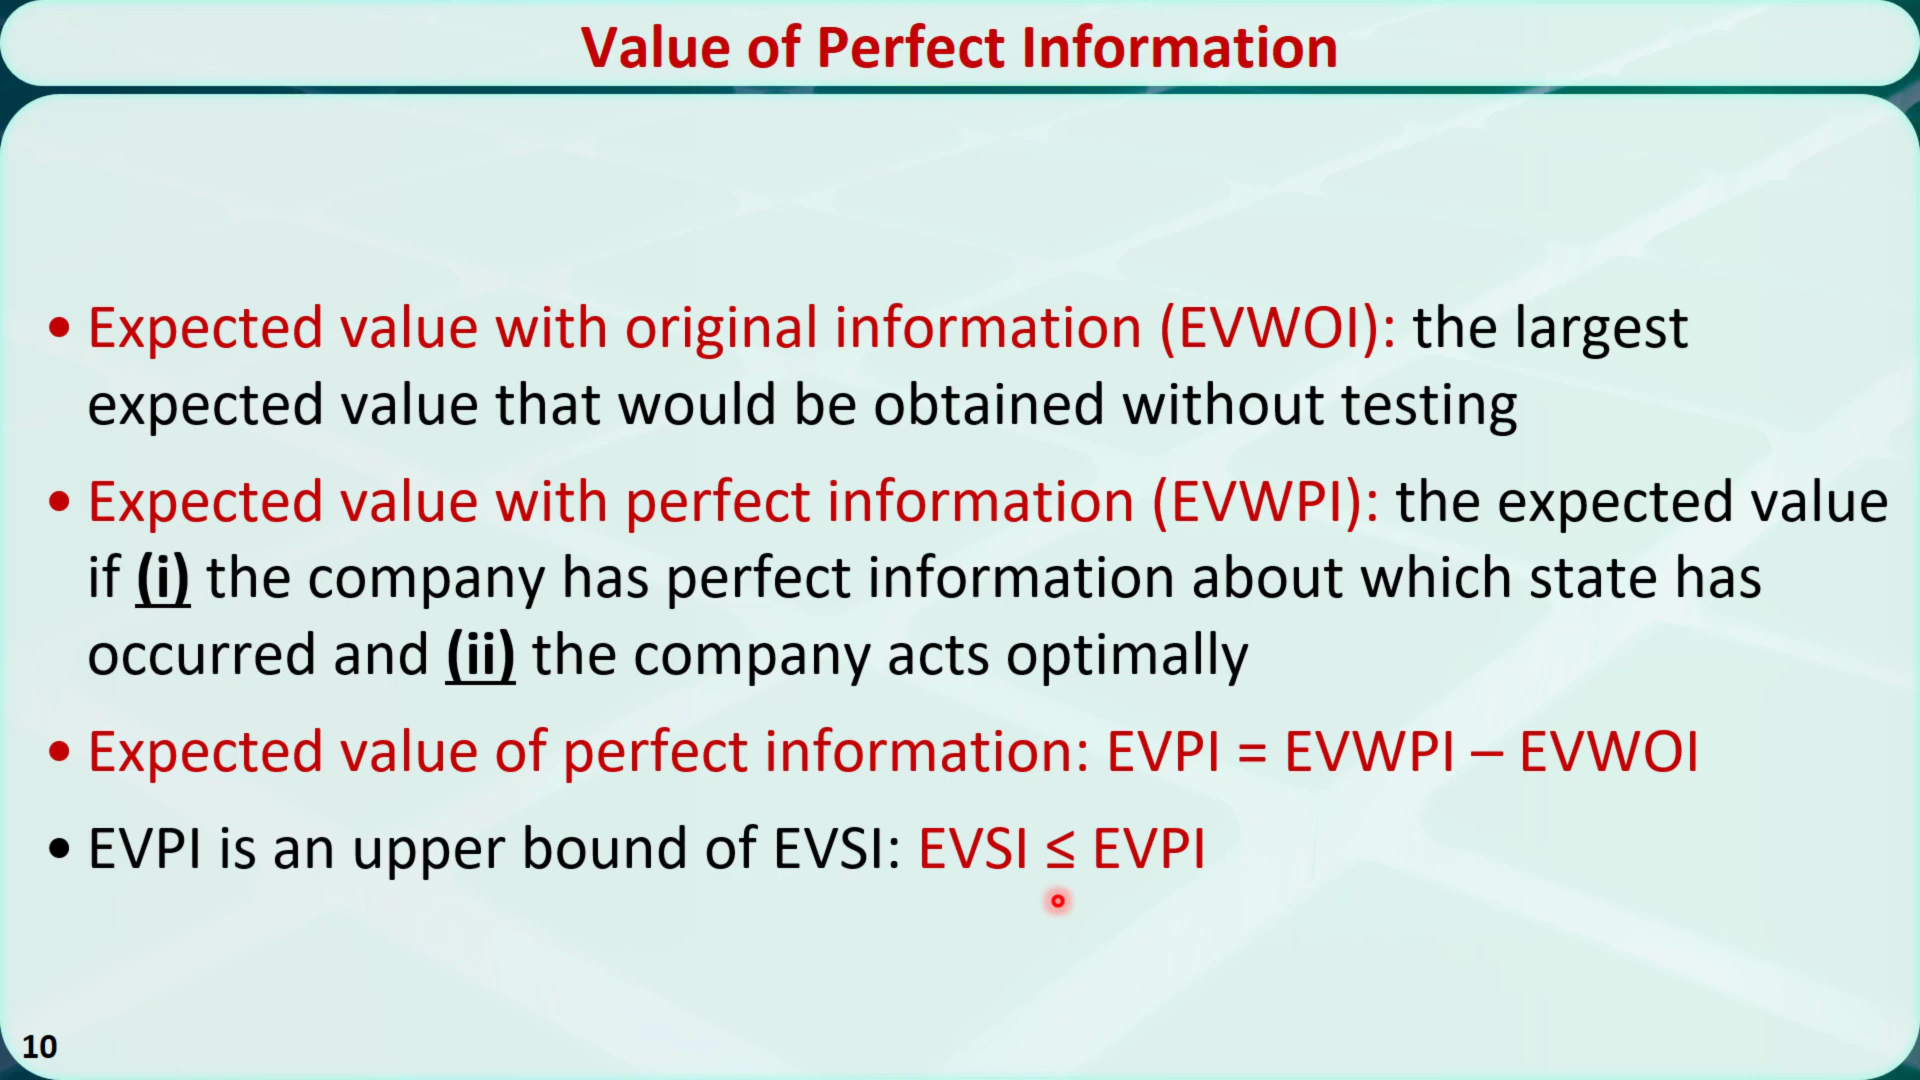 Value of Perfect Information
• Expected value with original information (EVWOI): the largest
expected value that would be obtained without testing
• Expected value with perfect information (EVWPI): the expected value
if (i) the company has perfect information about which state has
occurred and (ii) the company acts optimally
• Expected value of perfect information: EVPI = EVWPI – EVWOI
• EVPI is an upper bound of EVSI: EVSI ≤ EVPI
10